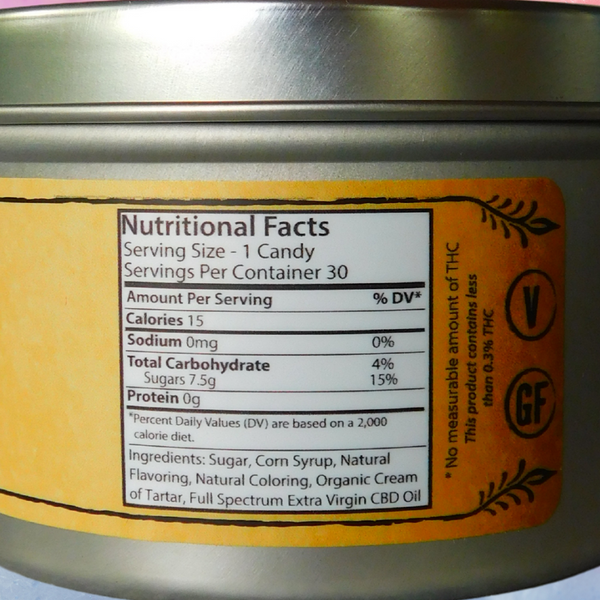 Nutritional Facts
Serving Size - 1 Candy
Servings Per Container 30
Amount Per Serving % DV*
Calories 15
Sodium 0mg 0%
Total Carbohydrate 4%
Sugars 7.5g 15%
Protein 0g
*Percent Daily Values (DV) are based on a 2,000
calorie diet.
Ingredients: Sugar, Corn Syrup, Natural
Flavoring, Natural Coloring, Organic Cream
of Tartar, Full Spectrum Extra Virgin CBD Oil
* No measurable amount of THC
This product contains less
than 0.3% THC
V
GF